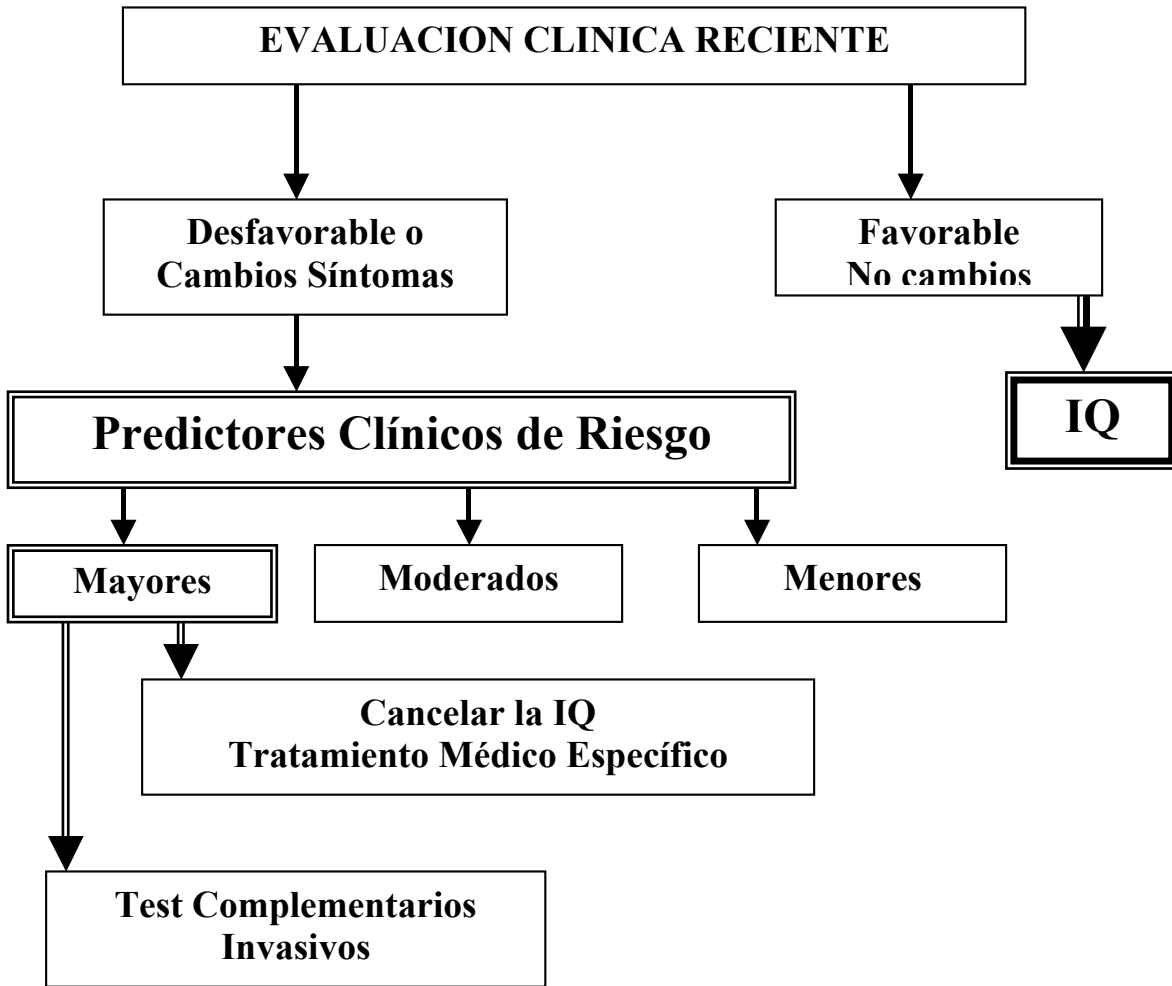 EVALUACION CLINICA RECIENTE
Desfavorable o
Cambios Síntomas
Favorable
No cambios
Predictores Clínicos de Riesgo
IQ
Mayores
Moderados
Menores
Cancelar la IQ
Tratamiento Médico Específico
Test Complementarios
Invasivos